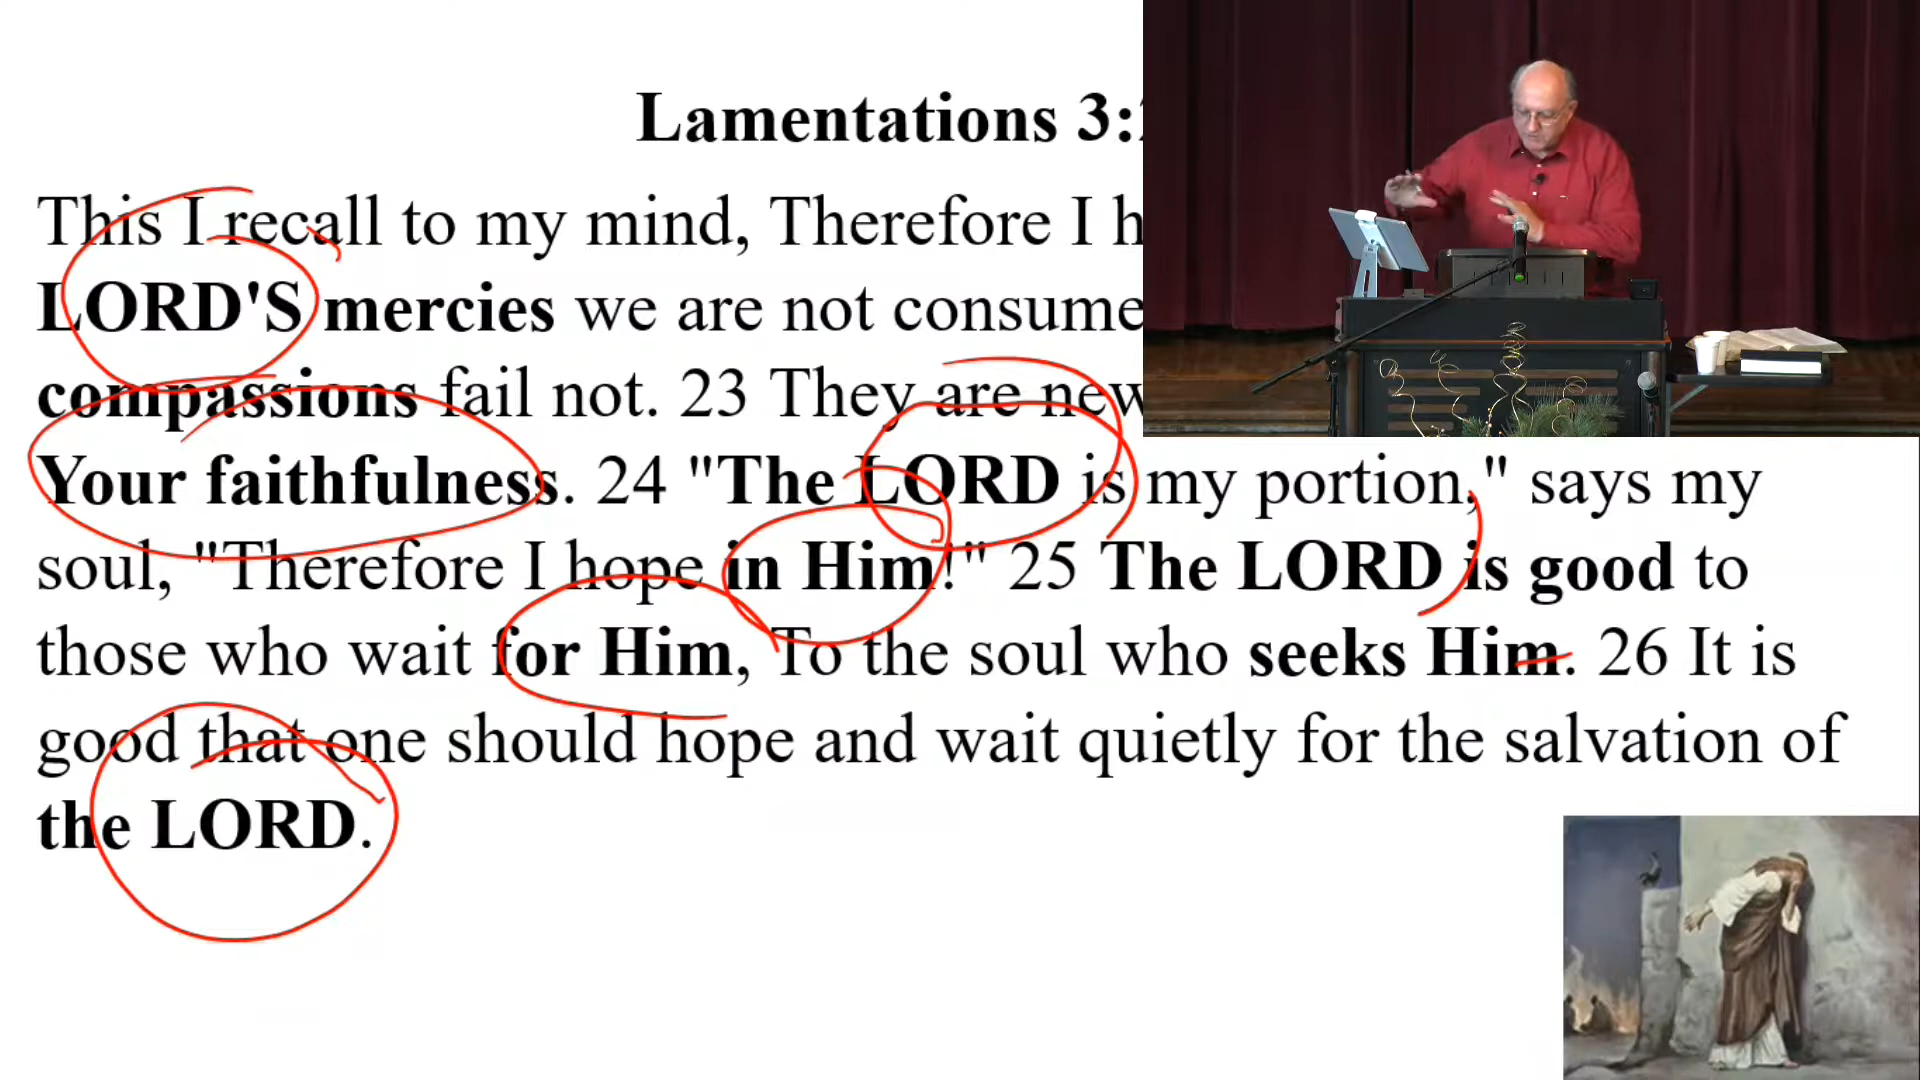 Lamentations 3:
This I recall to my mind, Therefore I h
LORD'S mercies we are not consume
compassions fail not. 23 They are new
Your faithfulness. 24 "The LORD is my portion," says my
soul, "Therefore I hope in Him!" 25 The LORD is good to
those who wait for Him, To the soul who seeks Him. 26 It is
good that one should hope and wait quietly for the salvation of
the LORD.